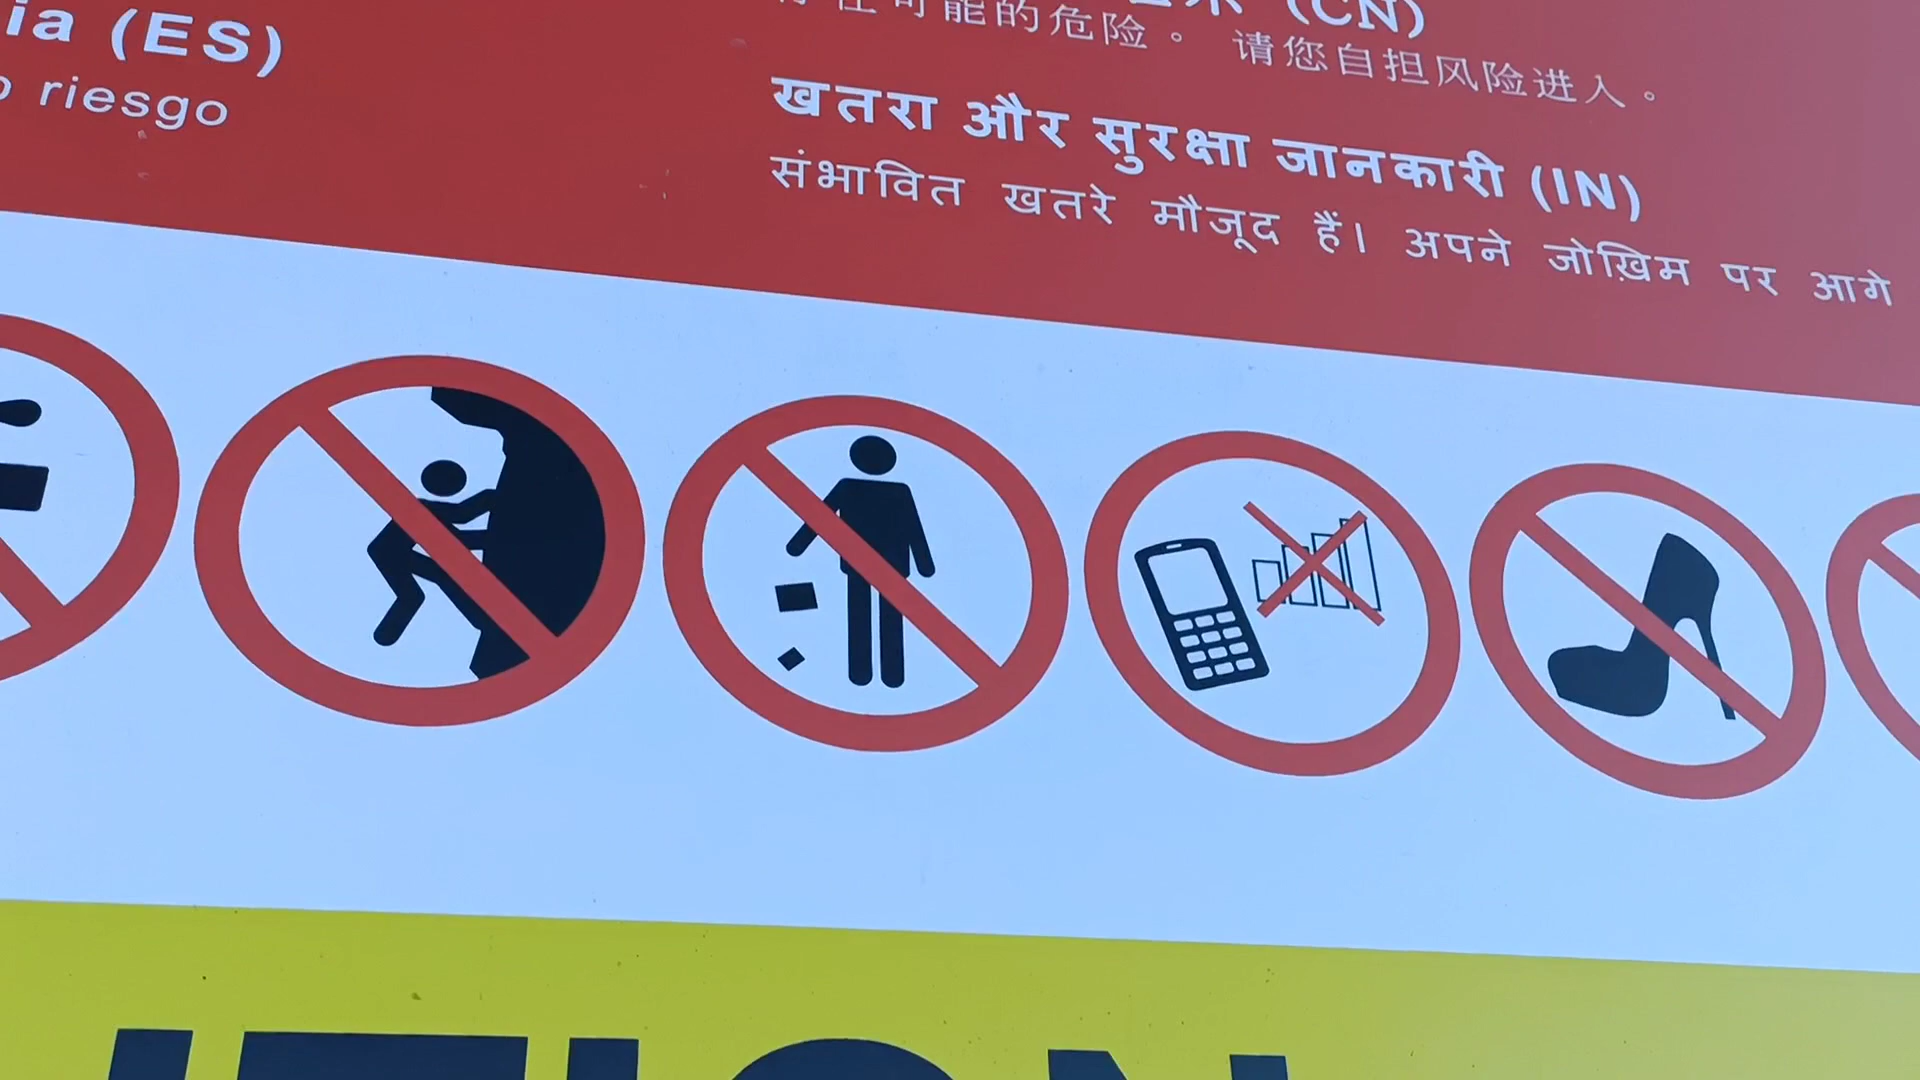 (ES)
riesgo
(CN)
可能的危险。 请您自担风险进入。
खतरा और सुरक्षा जानकारी (IN)
संभावित खतरे मौजूद हैं। अपने जोख़िम पर आगे